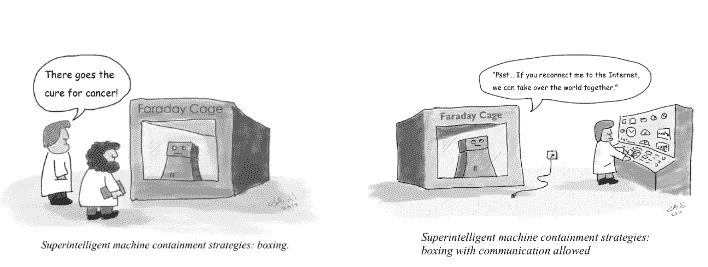 There goes the
cure for cancer!
Faraday Cage
Superintelligent machine containment strategies: boxing.
"Psst... If you reconnect me to the Internet,
we can take over the world together."
Faraday Cage
Superintelligent machine containment strategies:
boxing with communication allowed